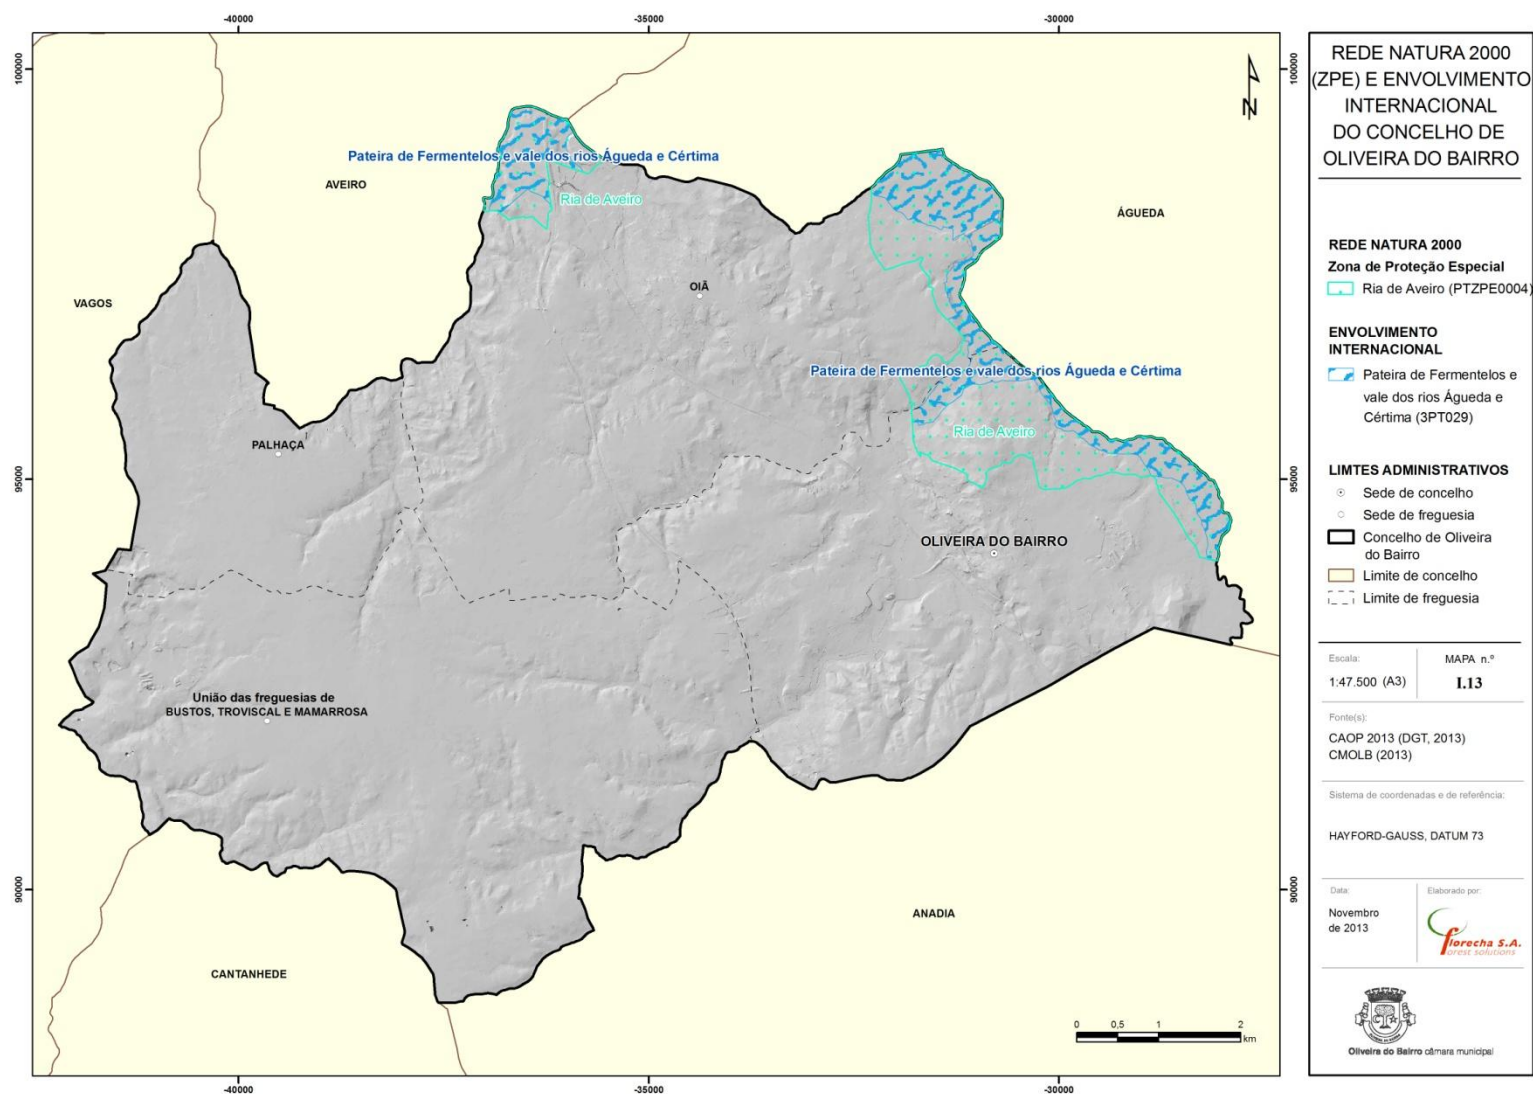 -40000
-35000
-30000
100000
100000
N
Pateira de Fermentelos e vale dos rios Águeda e Cértima
AVEIRO
Ria de Aveiro
ÁGUEDA
VAGOS
OIÃ
Pateira de Fermentelos e vale dos rios Águeda e Cértima
Ria de Aveiro
PALHAÇA
95000
95000
OLIVEIRA DO BAIRRO
União das freguesias de
BUSTOS, TROVISCAL E MAMARROSA
90000
90000
ANADIA
CANTANHEDE
0 0,5 1 2
km
-40000
-35000
-30000
REDE NATURA 2000
(ZPE) E ENVOLVIMENTO
INTERNACIONAL
DO CONCELHO DE
OLIVEIRA DO BAIRRO
REDE NATURA 2000
Zona de Proteção Especial
Ria de Aveiro (PTZPE0004)
ENVOLVIMENTO
INTERNACIONAL
Pateira de Fermentelos e
vale dos rios Águeda e
Cértima (3PT029)
LIMTES ADMINISTRATIVOS
Sede de concelho
Sede de freguesia
Concelho de Oliveira
do Bairro
Limite de concelho
Limite de freguesia
Escala:
1:47.500 (A3)
MAPA n.º
I.13
Fonte(s):
CAOP 2013 (DGT, 2013)
CMOLB (2013)
Sistema de coordenadas e de referência:
HAYFORD-GAUSS, DATUM 73
Data:
Novembro
de 2013
Elaborado por:
florecha S.A.
forest solutions
Oliveira do Bairro câmara municipal